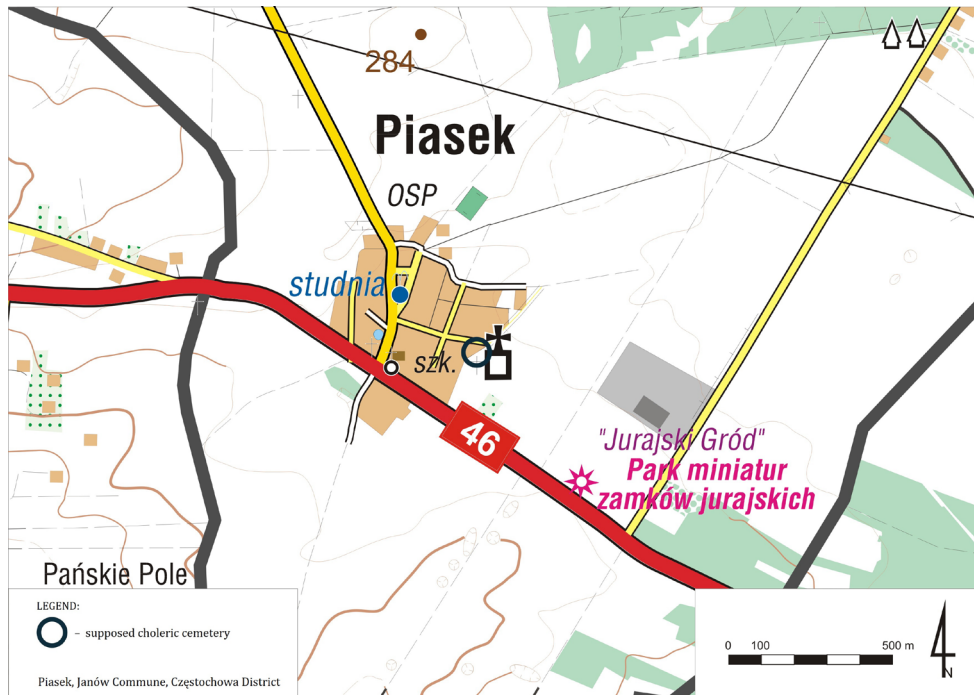 284
Piasek
OSP
studnia
szk.
46
"Jurajski Gród"
Park miniatur
zamków jurajskich
Pańskie Pole
LEGEND:
– supposed choleric cemetery
Piasek, Janów Commune, Częstochowa District
0 100 500 m
N